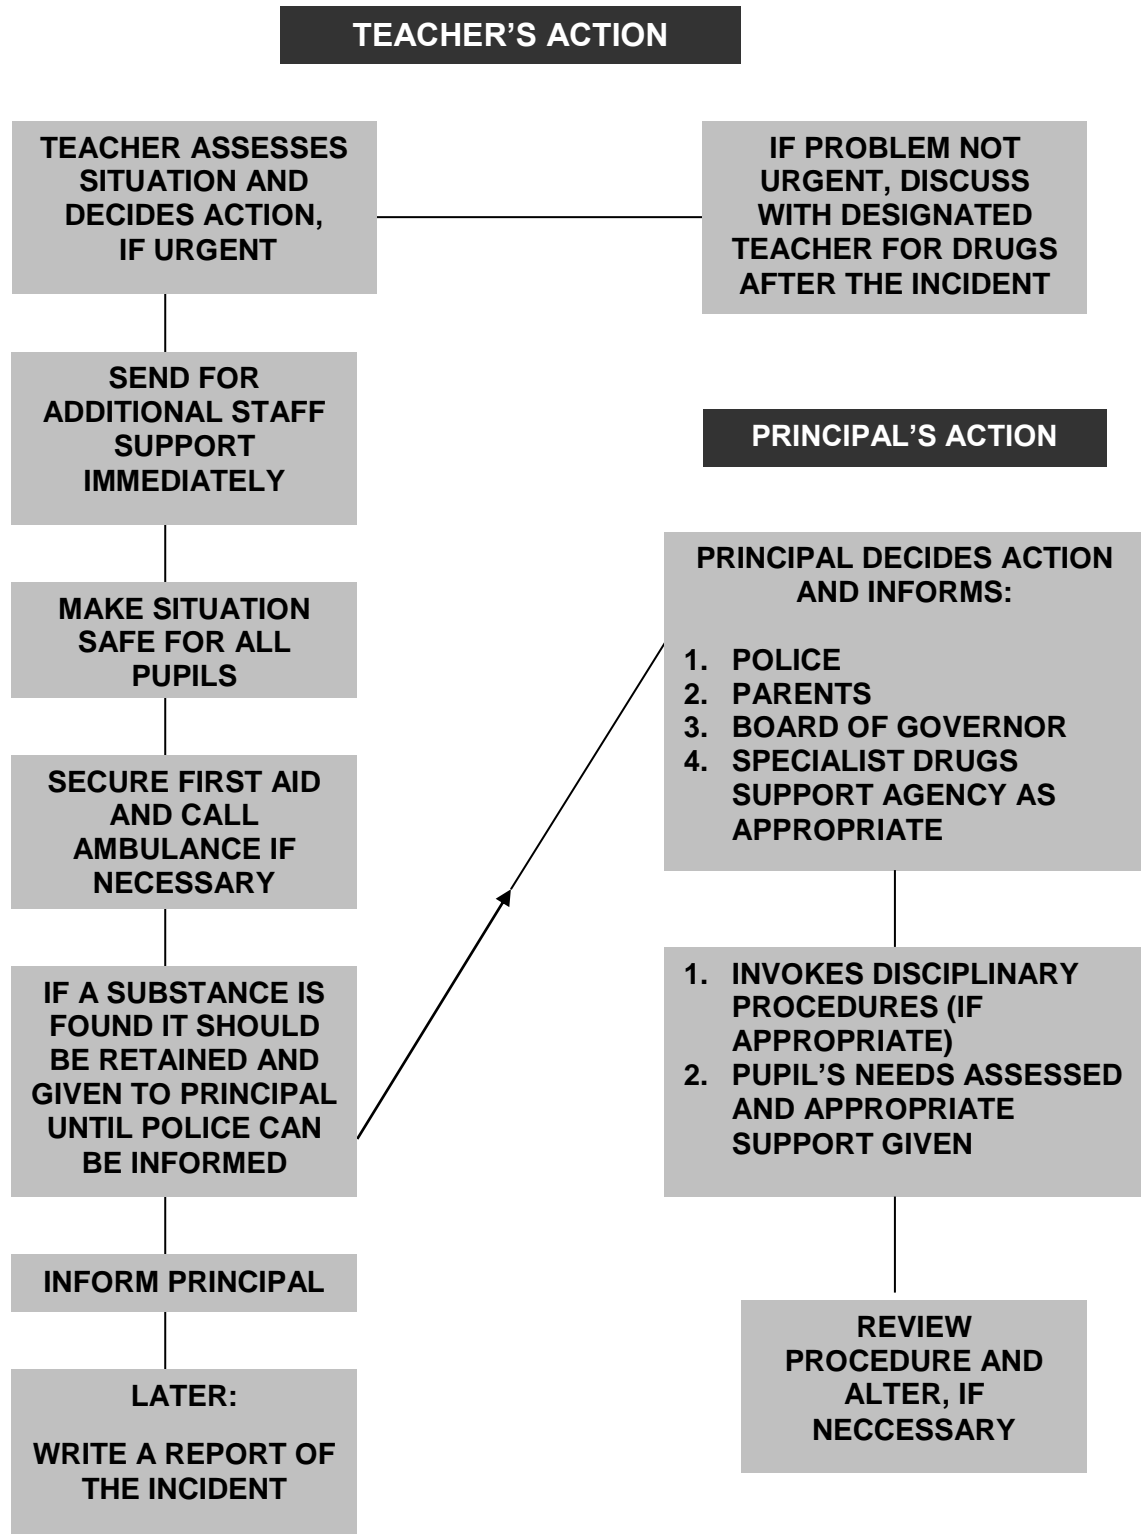 TEACHER’S ACTION
TEACHER ASSESSES
SITUATION AND
DECIDES ACTION,
IF URGENT
IF PROBLEM NOT
URGENT, DISCUSS
WITH DESIGNATED
TEACHER FOR DRUGS
AFTER THE INCIDENT
SEND FOR
ADDITIONAL STAFF
SUPPORT
IMMEDIATELY
MAKE SITUATION
SAFE FOR ALL
PUPILS
SECURE FIRST AID
AND CALL
AMBULANCE IF
NECESSARY
IF A SUBSTANCE IS
FOUND IT SHOULD
BE RETAINED AND
GIVEN TO PRINCIPAL
UNTIL POLICE CAN
BE INFORMED
INFORM PRINCIPAL
LATER:
WRITE A REPORT OF
THE INCIDENT
PRINCIPAL’S ACTION
PRINCIPAL DECIDES ACTION
AND INFORMS:
1. POLICE
2. PARENTS
3. BOARD OF GOVERNOR
4. SPECIALIST DRUGS
SUPPORT AGENCY AS
APPROPRIATE
1. INVOKES DISCIPLINARY
PROCEDURES (IF
APPROPRIATE)
2. PUPIL’S NEEDS ASSESSED
AND APPROPRIATE
SUPPORT GIVEN
REVIEW
PROCEDURE AND
ALTER, IF
NECCESSARY